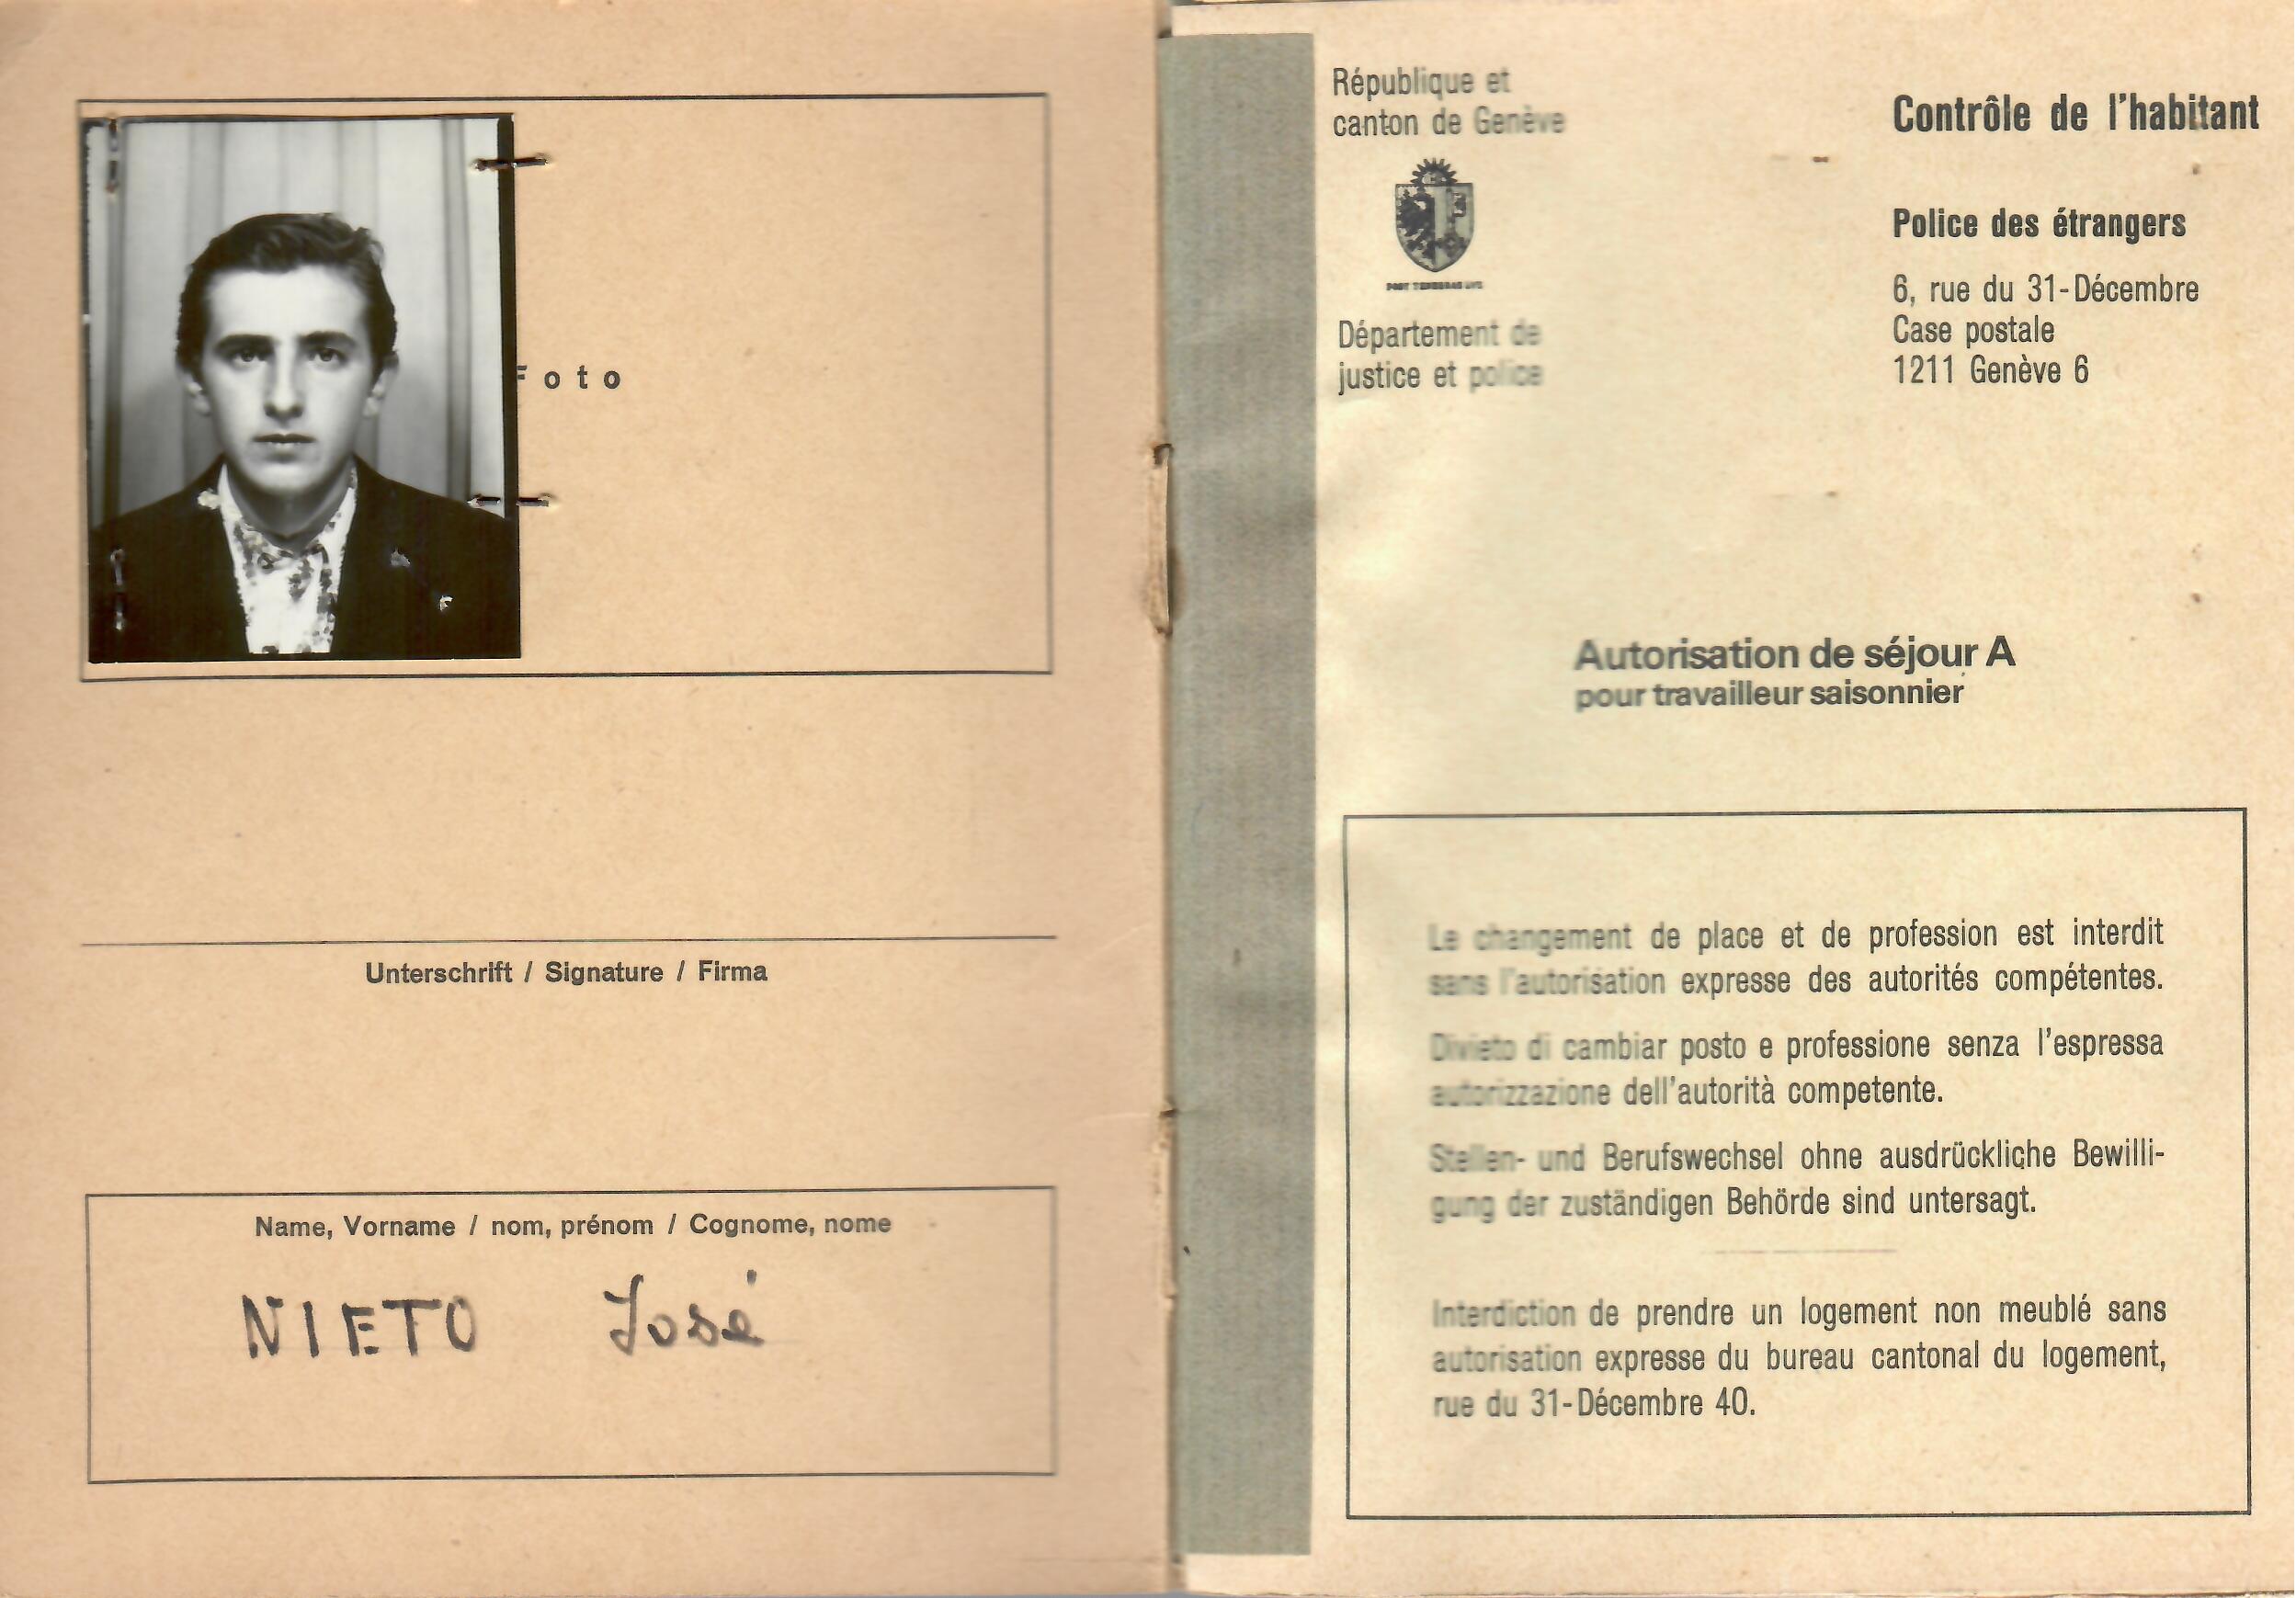 Foto
Unterschrift / Signature / Firma
Name, Vorname / nom, prénom / Cognome, nome
NIETO José
République et
canton de Genève
POST TENEBRAS LUX
Département de
justice et police
Contrôle de l'habitant
Police des étrangers
6, rue du 31-Décembre
Case postale
1211 Genève 6
Autorisation de séjour A
pour travailleur saisonnier
Le changement de place et de profession est interdit
sans l'autorisation expresse des autorités compétentes.
Divieto di cambiar posto e professione senza l'espressa
autorizzazione dell'autorità competente.
Stellen- und Berufswechsel ohne ausdrückliche Bewilli-
gung der zuständigen Behörde sind untersagt.
Interdiction de prendre un logement non meublé sans
autorisation expresse du bureau cantonal du logement,
rue du 31-Décembre 40.